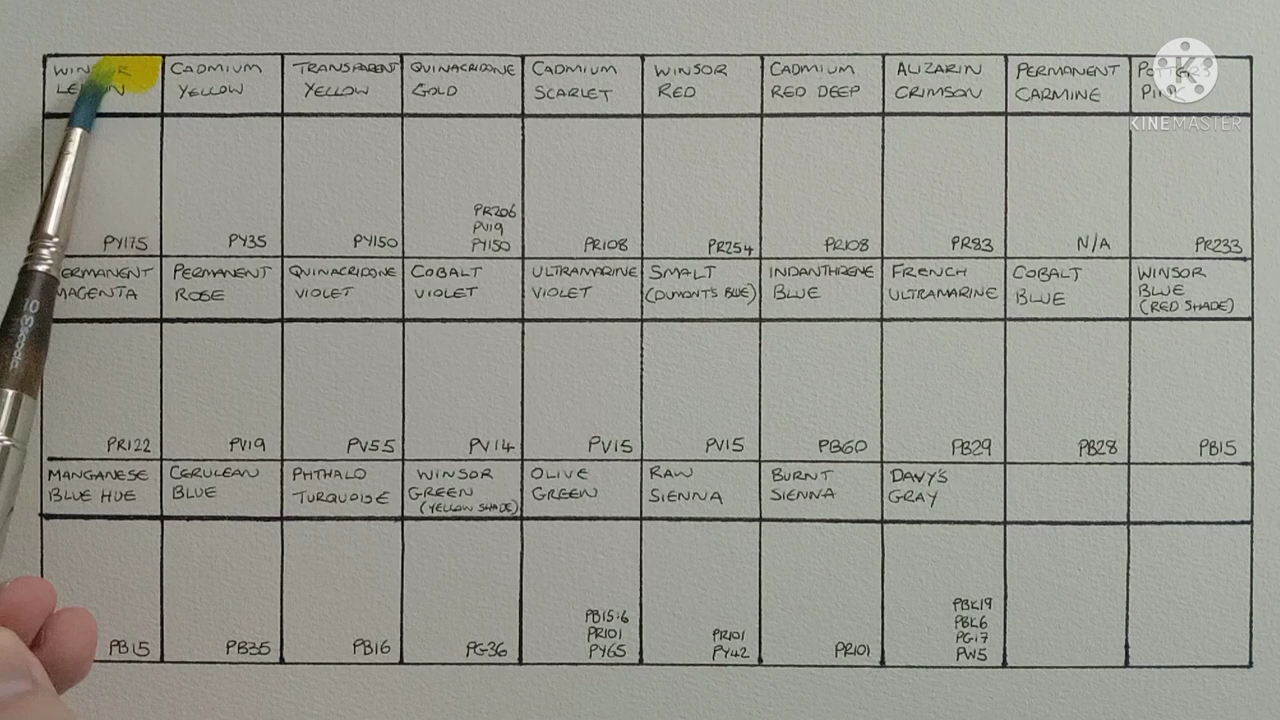 WINSOR
LEMON
CADMIUM
YELLOW
TRANSPARENT
YELLOW
QUINACRIDONE
GOLD
CADMIUM
SCARLET
WINSOR
RED
CADMIUM
RED DEEP
ALIZARIN
CRIMSON
PERMANENT
CARMINE
POTTER'S
PINK
KINEMASTER
PY175
PY35
PY150
PR206
PV19
PY150
PR108
PR254
PR108
PR83
N/A
PR233
PERMANENT
MAGENTA
PERMANENT
ROSE
QUINACRIDONE
VIOLET
COBALT
VIOLET
ULTRAMARINE
VIOLET
SMALT
(DUMONT'S BLUE)
INDANTHRENE
BLUE
FRENCH
ULTRAMARINE
COBALT
BLUE
WINSOR
BLUE
(RED SHADE)
PR122
PV19
PV55
PV14
PV15
PV15
PB60
PB29
PB28
PB15
MANGANESE
BLUE HUE
CERULEAN
BLUE
PHTHALO
TURQUOISE
WINSOR
GREEN
(YELLOW SHADE)
OLIVE
GREEN
RAW
SIENNA
BURNT
SIENNA
DAVY'S
GRAY
PB15
PB35
PB16
PG36
PB15:6
PR101
PY65
PR101
PY42
PR101
PBK19
PBK6
PG17
PW5
Escoda
10